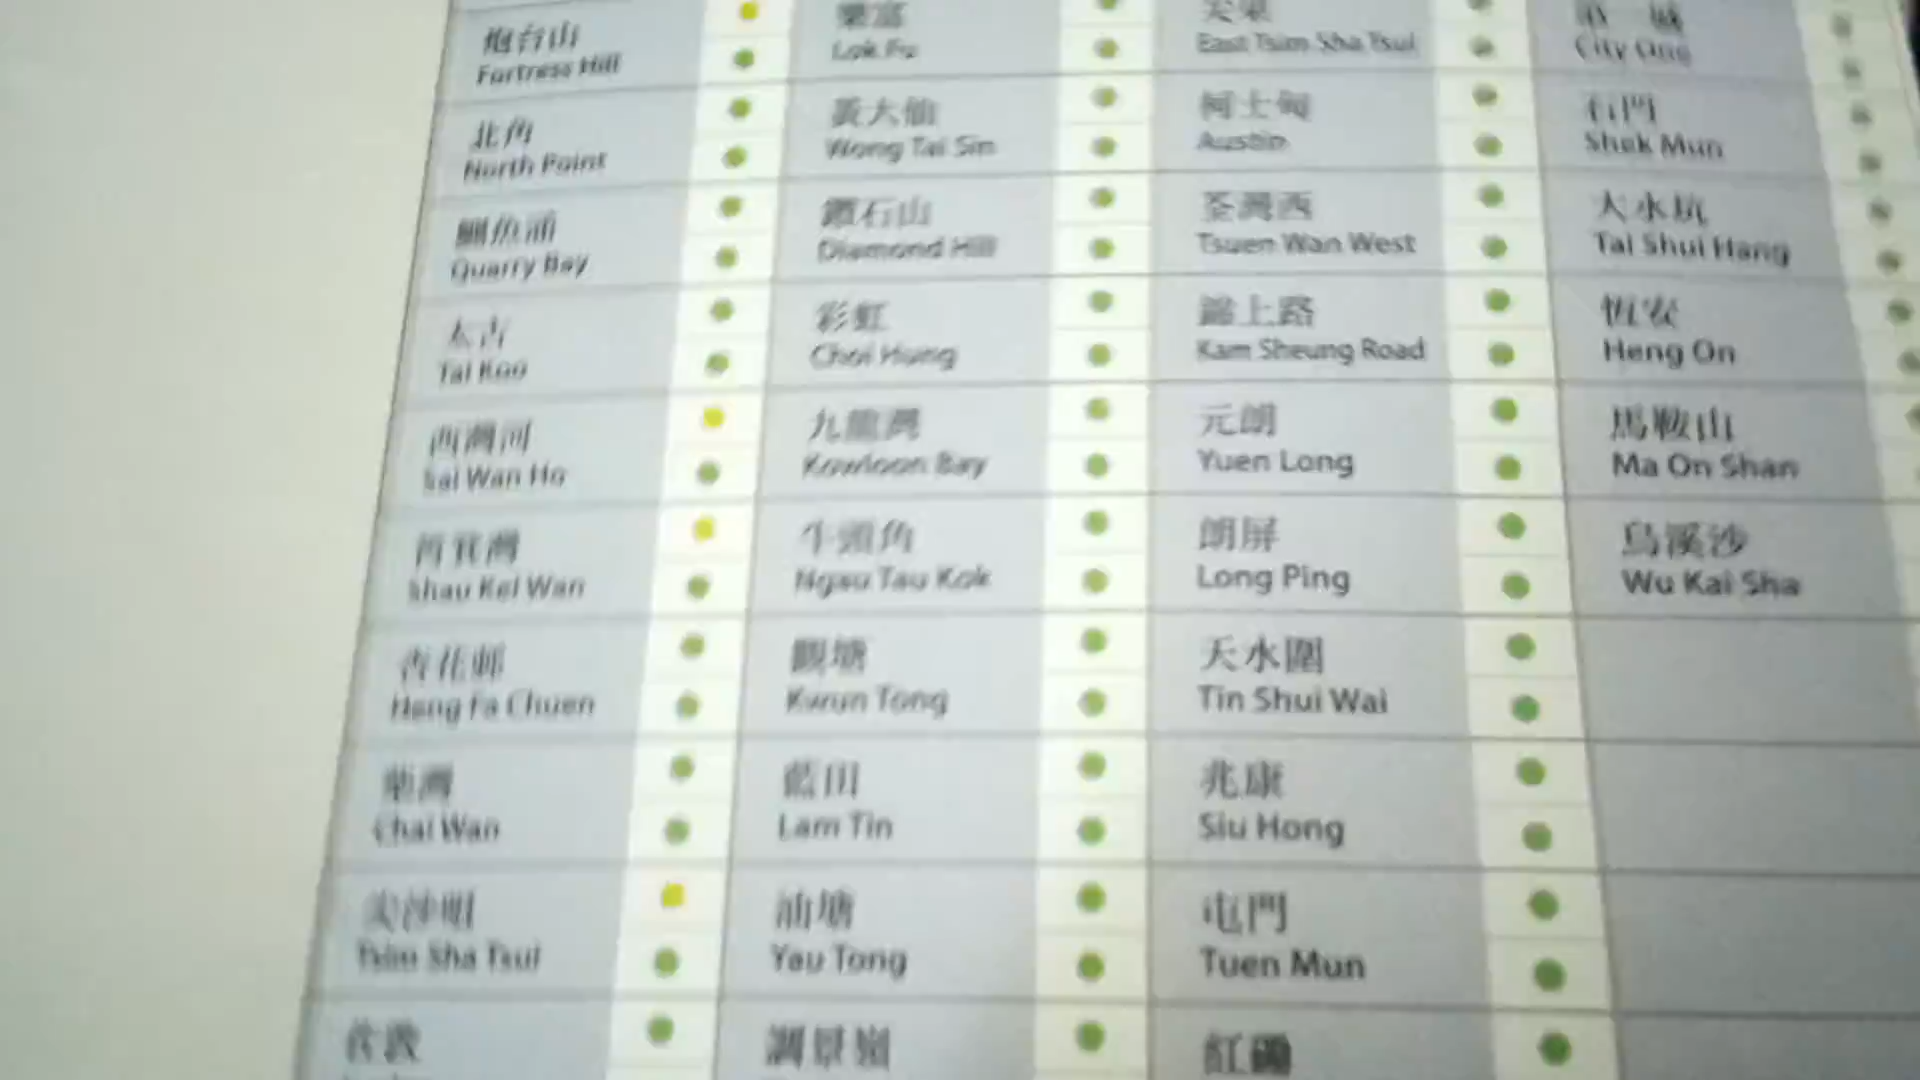 炮台山
Fortress Hill
北角
North Point
鰂魚涌
Quarry Bay
太古
Tai Koo
西灣河
Sai Wan Ho
筲箕灣
Shau Kei Wan
杏花邨
Heng Fa Chuen
柴灣
Chai Wan
尖沙咀
Tsim Sha Tsui
佐敦
樂富
Lok Fu
黃大仙
Wong Tai Sin
鑽石山
Diamond Hill
彩虹
Choi Hung
九龍灣
Kowloon Bay
牛頭角
Ngau Tau Kok
觀塘
Kwun Tong
藍田
Lam Tin
油塘
Yau Tong
調景嶺
尖東
East Tsim Sha Tsui
柯士甸
Austin
荃灣西
Tsuen Wan West
錦上路
Kam Sheung Road
元朗
Yuen Long
朗屏
Long Ping
天水圍
Tin Shui Wai
兆康
Siu Hong
屯門
Tuen Mun
紅磡
City One
石門
Shek Mun
大水坑
Tai Shui Hang
恆安
Heng On
馬鞍山
Ma On Shan
烏溪沙
Wu Kai Sha